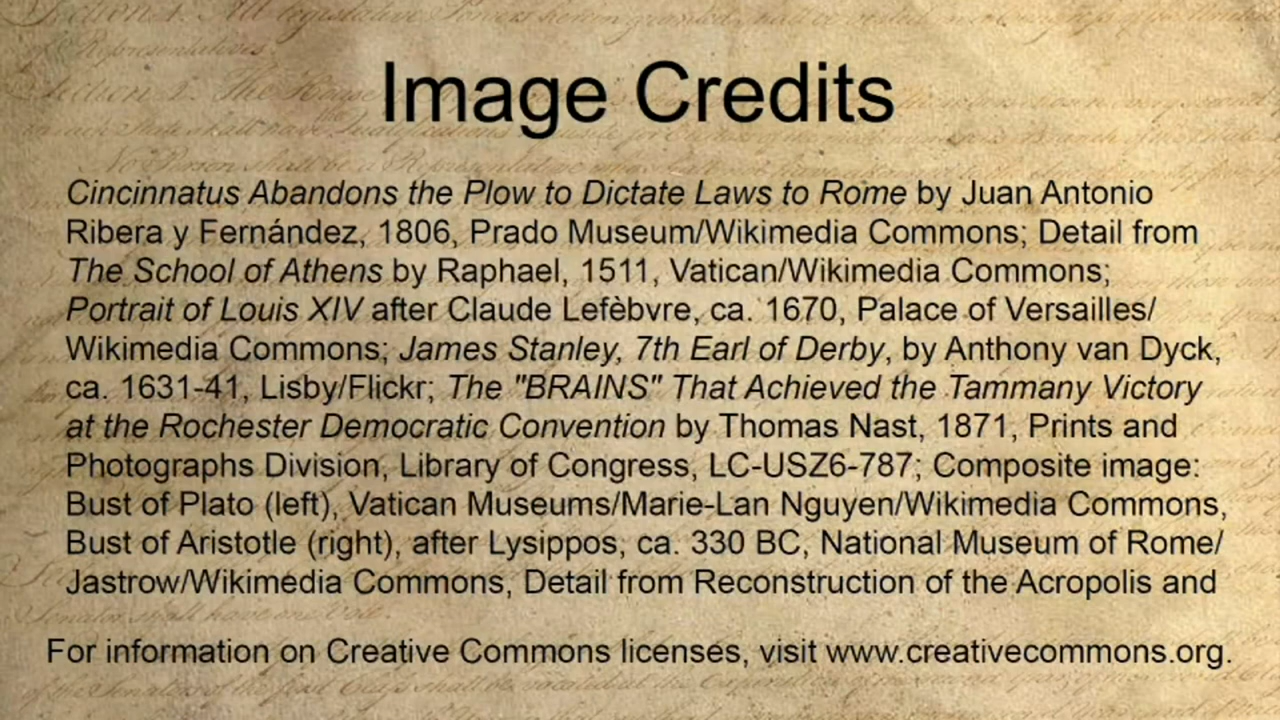 Image Credits
Cincinnatus Abandons the Plow to Dictate Laws to Rome by Juan Antonio
Ribera y Fernández, 1806, Prado Museum/Wikimedia Commons; Detail from
The School of Athens by Raphael, 1511, Vatican/Wikimedia Commons;
Portrait of Louis XIV after Claude Lefèbvre, ca. 1670, Palace of Versailles/
Wikimedia Commons; James Stanley, 7th Earl of Derby, by Anthony van Dyck,
ca. 1631-41, Lisby/Flickr; The "BRAINS" That Achieved the Tammany Victory
at the Rochester Democratic Convention by Thomas Nast, 1871, Prints and
Photographs Division, Library of Congress, LC-USZ6-787; Composite image:
Bust of Plato (left), Vatican Museums/Marie-Lan Nguyen/Wikimedia Commons,
Bust of Aristotle (right), after Lysippos, ca. 330 BC, National Museum of Rome/
Jastrow/Wikimedia Commons, Detail from Reconstruction of the Acropolis and
For information on Creative Commons licenses, visit www.creativecommons.org.